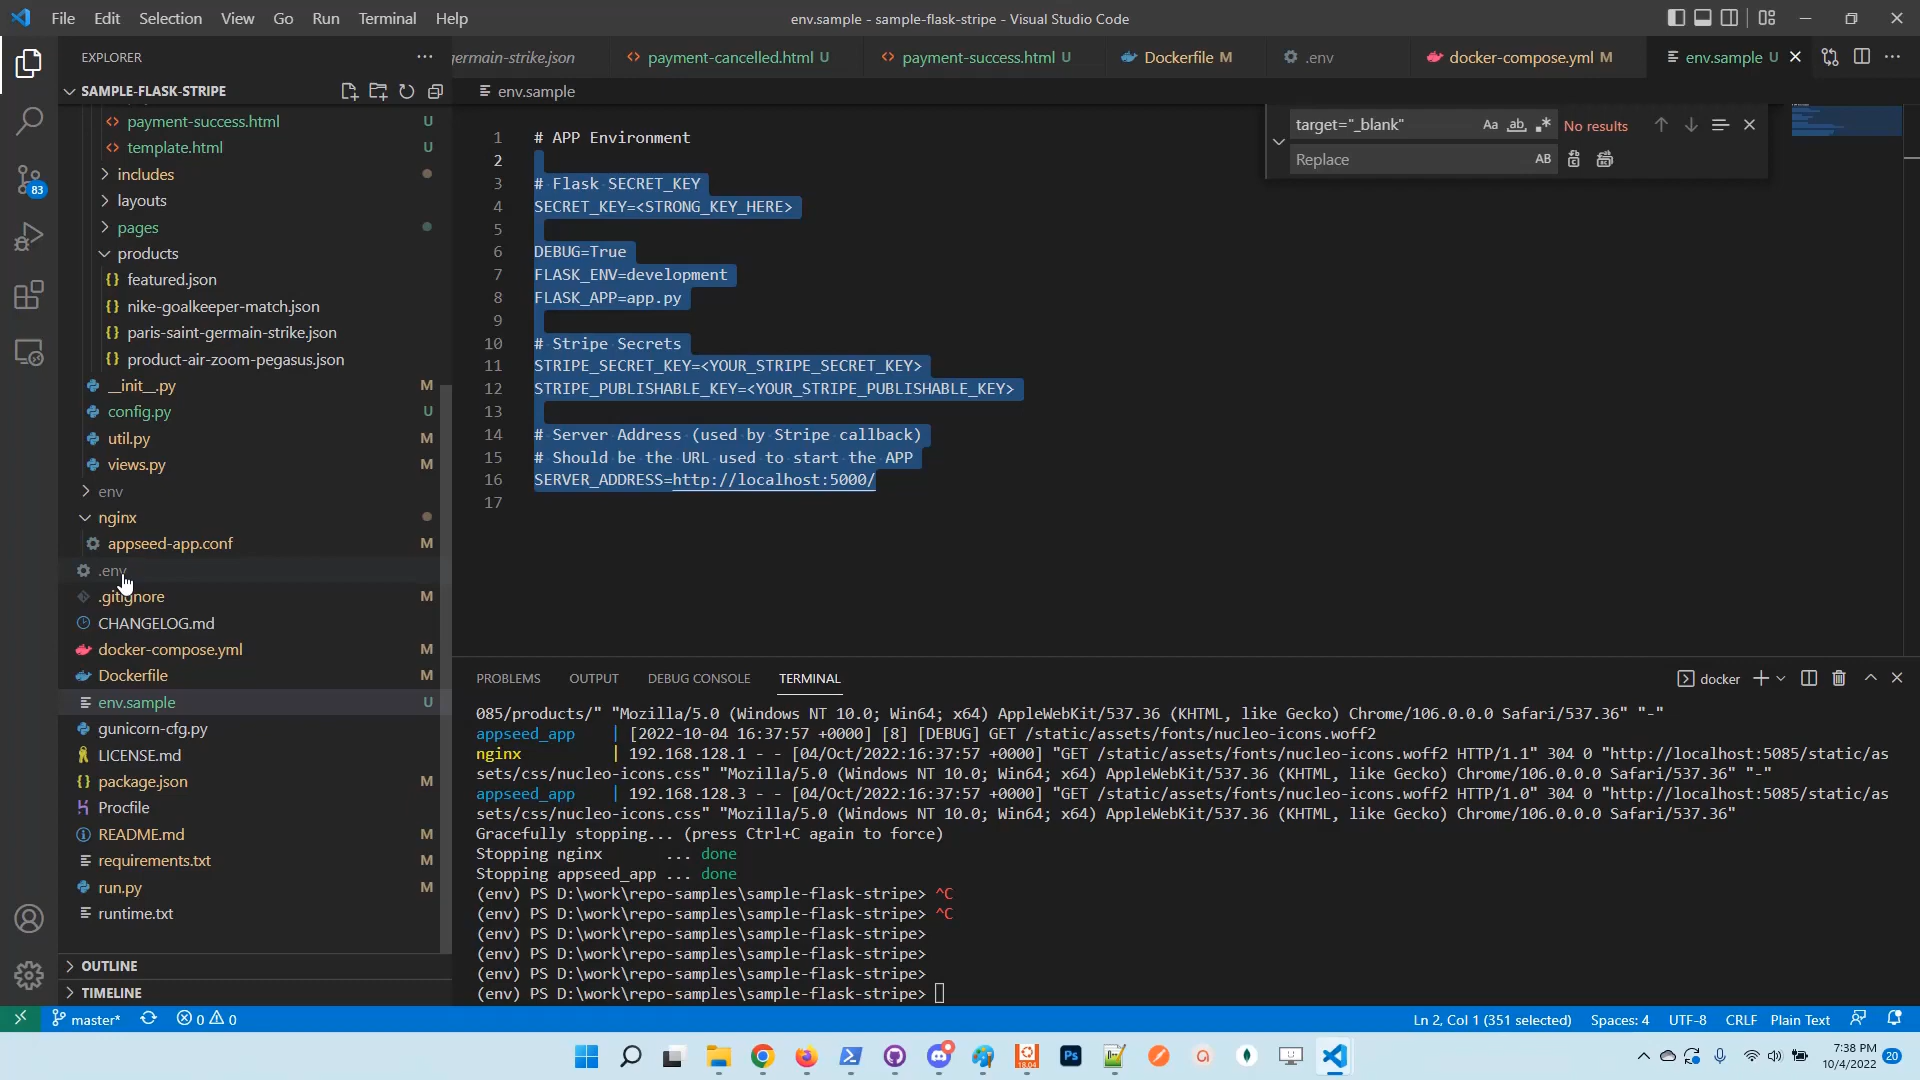 File Edit Selection View Go Run Terminal Help
env.sample - sample-flask-stripe - Visual Studio Code
EXPLORER
germain-strike.json
payment-cancelled.html U
payment-success.html U
Dockerfile M
.env
docker-compose.yml M
env.sample U
SAMPLE-FLASK-STRIPE
env.sample
payment-success.html U
template.html U
includes
layouts
pages
products
featured.json
nike-goalkeeper-match.json
paris-saint-germain-strike.json
product-air-zoom-pegasus.json
__init__.py M
config.py U
util.py M
views.py M
env
nginx
appseed-app.conf M
.env
.gitignore M
CHANGELOG.md
docker-compose.yml M
Dockerfile M
env.sample U
gunicorn-cfg.py
LICENSE.md
package.json M
Procfile
README.md M
requirements.txt M
run.py M
runtime.txt
OUTLINE
TIMELINE
83
target="_blank"
Aa ab
No results
Replace
AB
1 # APP Environment
2
3 # Flask SECRET_KEY
4 SECRET_KEY=<STRONG_KEY_HERE>
5
6 DEBUG=True
7 FLASK_ENV=development
8 FLASK_APP=app.py
9
10 # Stripe Secrets
11 STRIPE_SECRET_KEY=<YOUR_STRIPE_SECRET_KEY>
12 STRIPE_PUBLISHABLE_KEY=<YOUR_STRIPE_PUBLISHABLE_KEY>
13
14 # Server Address (used by Stripe callback)
15 # Should be the URL used to start the APP
16 SERVER_ADDRESS=http://localhost:5000/
17
PROBLEMS OUTPUT DEBUG CONSOLE TERMINAL
docker
085/products/" "Mozilla/5.0 (Windows NT 10.0; Win64; x64) AppleWebKit/537.36 (KHTML, like Gecko) Chrome/106.0.0.0 Safari/537.36" "-"
appseed_app | [2022-10-04 16:37:57 +0000] [8] [DEBUG] GET /static/assets/fonts/nucleo-icons.woff2
nginx | 192.168.128.1 - - [04/Oct/2022:16:37:57 +0000] "GET /static/assets/fonts/nucleo-icons.woff2 HTTP/1.1" 304 0 "http://localhost:5085/static/as
sets/css/nucleo-icons.css" "Mozilla/5.0 (Windows NT 10.0; Win64; x64) AppleWebKit/537.36 (KHTML, like Gecko) Chrome/106.0.0.0 Safari/537.36" "-"
appseed_app | 192.168.128.3 - - [04/Oct/2022:16:37:57 +0000] "GET /static/assets/fonts/nucleo-icons.woff2 HTTP/1.0" 304 0 "http://localhost:5085/static/as
sets/css/nucleo-icons.css" "Mozilla/5.0 (Windows NT 10.0; Win64; x64) AppleWebKit/537.36 (KHTML, like Gecko) Chrome/106.0.0.0 Safari/537.36"
Gracefully stopping... (press Ctrl+C again to force)
Stopping nginx ... done
Stopping appseed_app ... done
(env) PS D:\work\repo-samples\sample-flask-stripe> ^C
(env) PS D:\work\repo-samples\sample-flask-stripe> ^C
(env) PS D:\work\repo-samples\sample-flask-stripe>
(env) PS D:\work\repo-samples\sample-flask-stripe>
(env) PS D:\work\repo-samples\sample-flask-stripe>
(env) PS D:\work\repo-samples\sample-flask-stripe>
master* 0 0
Ln 2, Col 1 (351 selected) Spaces: 4 UTF-8 CRLF Plain Text
18.04
Ps
7:38 PM
10/4/2022
20